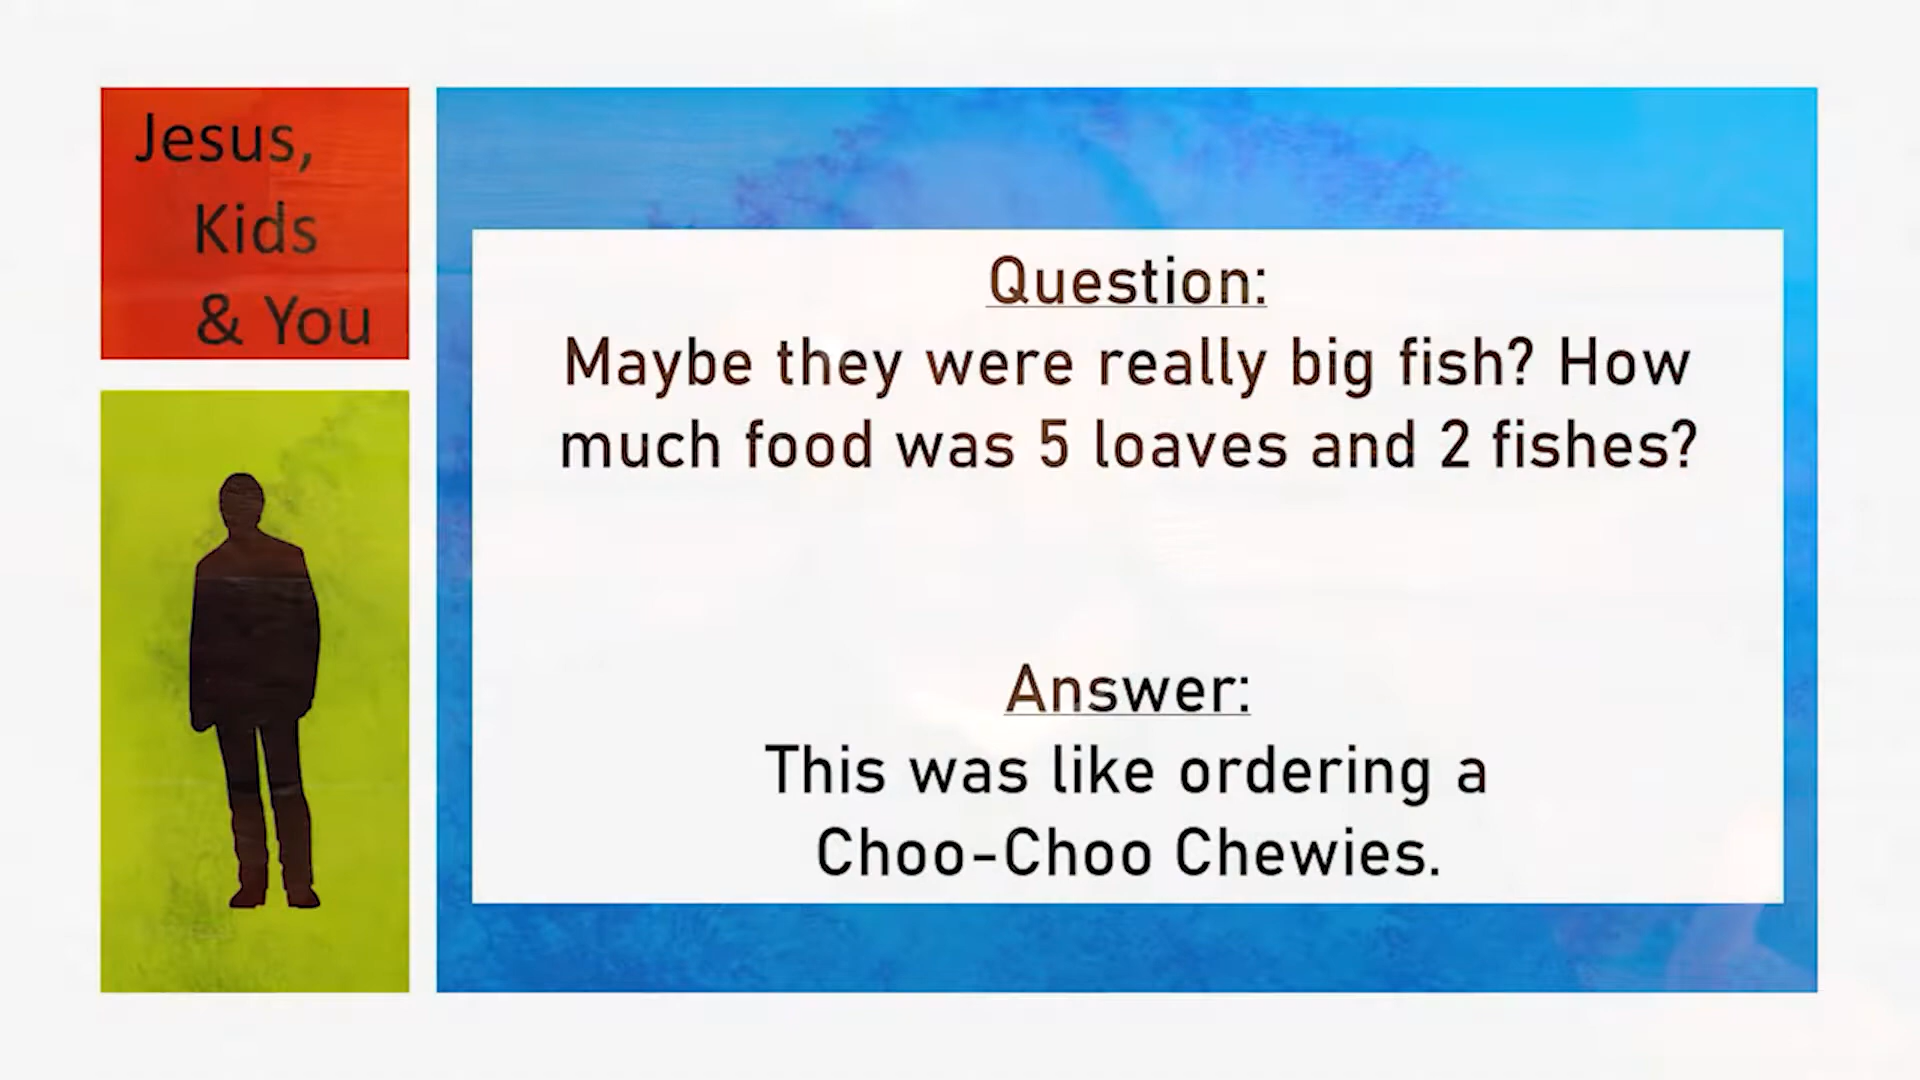 Jesus,
Kids
& You
Question:
Maybe they were really big fish? How
much food was 5 loaves and 2 fishes?
Answer:
This was like ordering a
Choo-Choo Chewies.